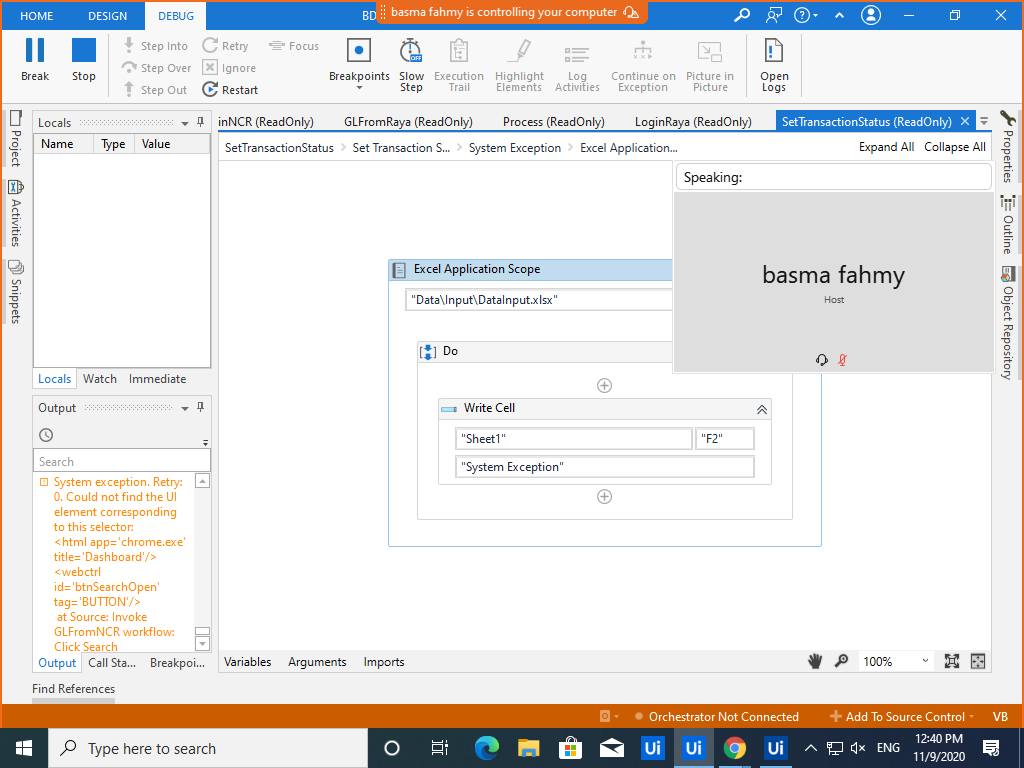 HOME DESIGN DEBUG BD
basma fahmy is controlling your computer
Break
Stop
Step Into
Step Over
Step Out
Retry
Ignore
Restart
Focus
Breakpoints
Slow Step
Execution Trail
Highlight Elements
Log Activities
Continue on Exception
Picture in Picture
Open Logs
Project
Activities
Snippets
Locals
Name Type Value
Locals Watch Immediate
Output
Search
System exception. Retry:
0. Could not find the UI
element corresponding
to this selector:
<html app='chrome.exe'
title='Dashboard'/>
<webctrl
id='btnSearchOpen'
tag='BUTTON'/>
at Source: Invoke
GLFromNCR workflow:
Click Search
Output Call Sta... Breakpoi...
Find References
inNCR (ReadOnly) GLFromRaya (ReadOnly) Process (ReadOnly) LoginRaya (ReadOnly) SetTransactionStatus (ReadOnly)
SetTransactionStatus Set Transaction S... System Exception Excel Application... Expand All Collapse All
Speaking:
basma fahmy
Host
Excel Application Scope
"Data\Input\DataInput.xlsx"
Do
Write Cell
"Sheet1" "F2"
"System Exception"
Variables Arguments Imports 100%
Properties
Outline
Object Repository
Orchestrator Not Connected Add To Source Control VB
Type here to search
Ui Ui Ui
OFF
ENG
12:40 PM
11/9/2020